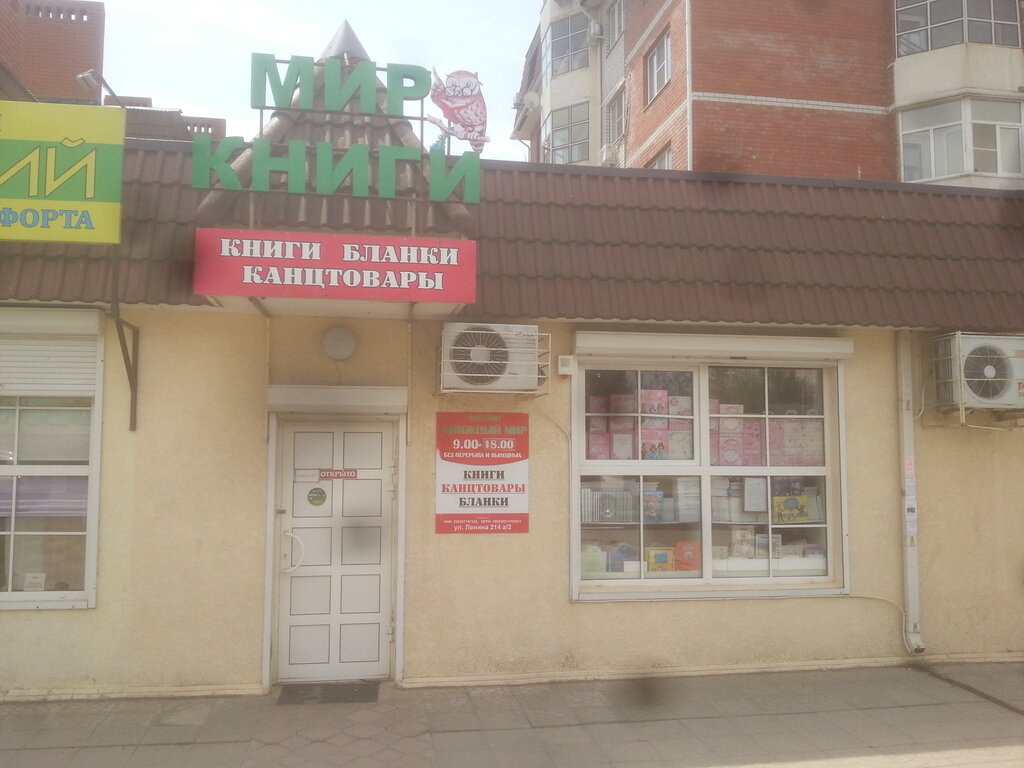 МИР
КНИГИ
КНИГИ БЛАНКИ
КАНЦТОВАРЫ
ИЙ
ФОРТА
ОТКРЫТО
КНИЖНЫЙ МИР
9.00-18.00
БЕЗ ПЕРЕРЫВА И ВЫХОДНЫХ
КНИГИ
КАНЦТОВАРЫ
БЛАНКИ
ул. Ленина 214 а/2